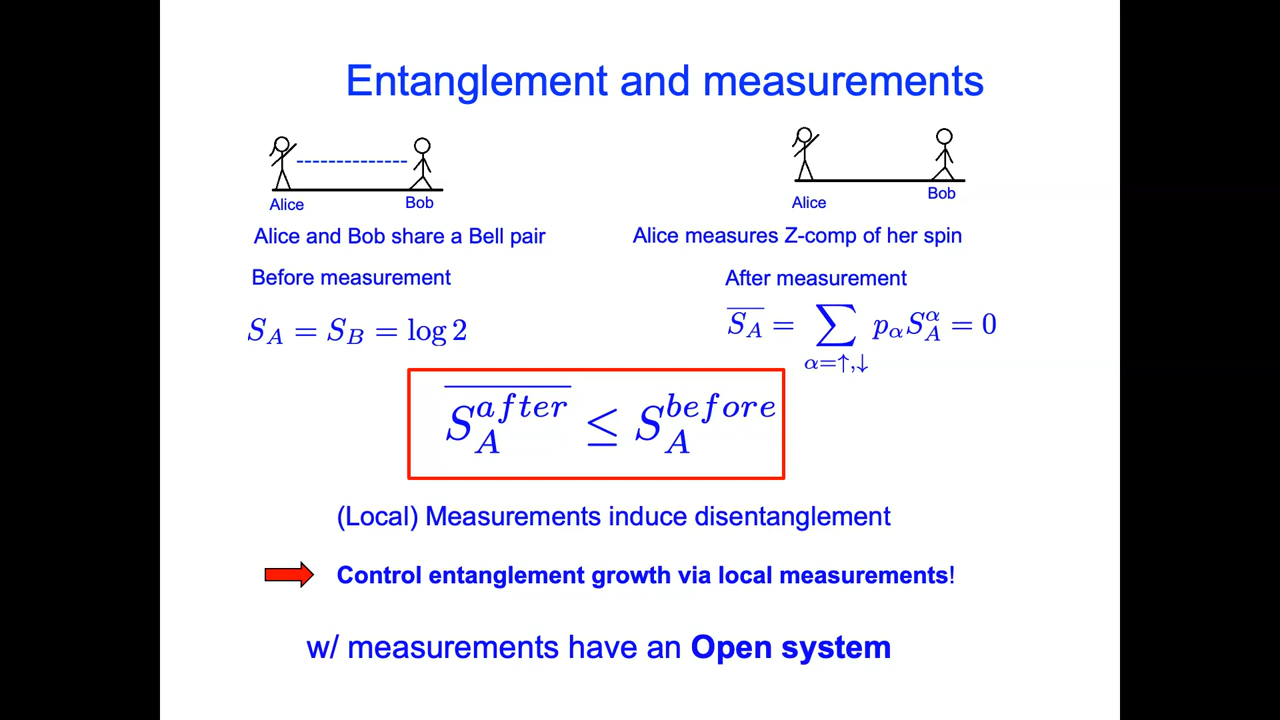 Entanglement and measurements
Alice Bob
Alice Bob
Alice and Bob share a Bell pair
Alice measures Z-comp of her spin
Before measurement
After measurement
$S_A = S_B = \log 2$
$\overline{S_A} = \sum_{\alpha=\uparrow,\downarrow} p_\alpha S_A^\alpha = 0$
$\overline{S_A^{after}} \leq S_A^{before}$
(Local) Measurements induce disentanglement
Control entanglement growth via local measurements!
w/ measurements have an Open system